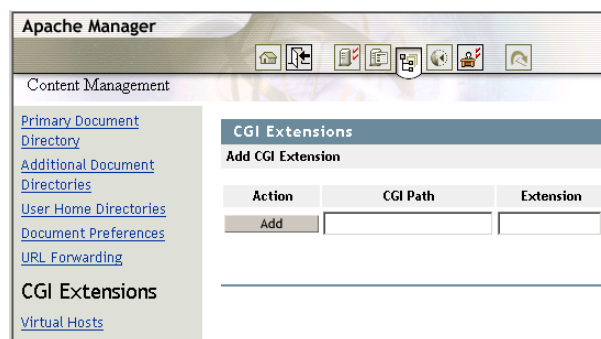 Apache Manager
Content Management
Primary Document
Directory
Additional Document
Directories
User Home Directories
Document Preferences
URL Forwarding
CGI Extensions
Virtual Hosts
CGI Extensions
Add CGI Extension
Action CGI Path Extension
Add